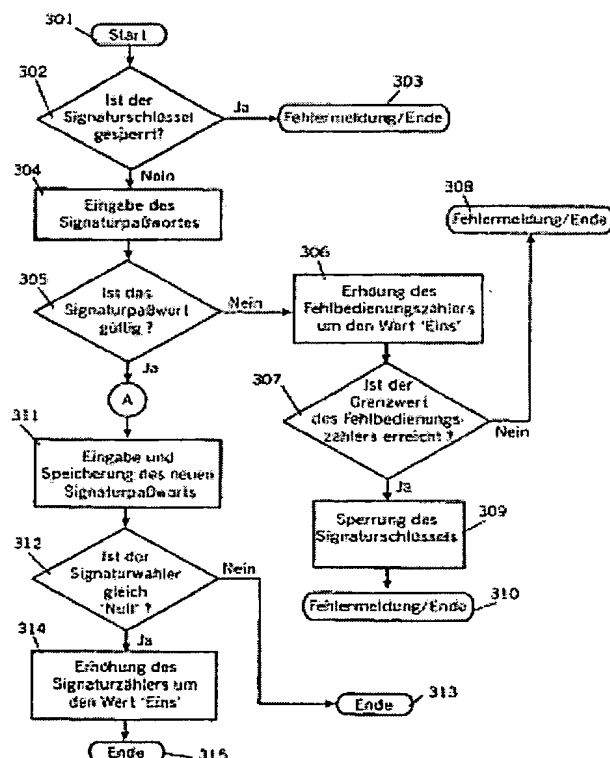 301
Start
302
Ist der
Signaturschlüssel
gesperrt?
Ja
303
Fehlermeldung/Ende
Nein
304
Eingabe des
Signaturpaßwortes
308
Fehlermeldung/Ende
305
Ist das
Signaturpaßwort
gültig ?
Nein
306
Erhöung des
Fehlbedienungszählers
um den Wert 'Eins'
Ja
A
307
Ist der
Grenzwert
des Fehlbedienungs-
zählers erreicht ?
Nein
311
Eingabe und
Speicherung des neuen
Signaturpaßworts
Ja
309
Sperrung des
Signaturschlüssels
312
Ist der
Signaturwähler
gleich
'Null' ?
Nein
310
Fehlermeldung/Ende
Ja
314
Erhöhung des
Signaturzählers um
den Wert 'Eins'
313
Ende
Ende
315